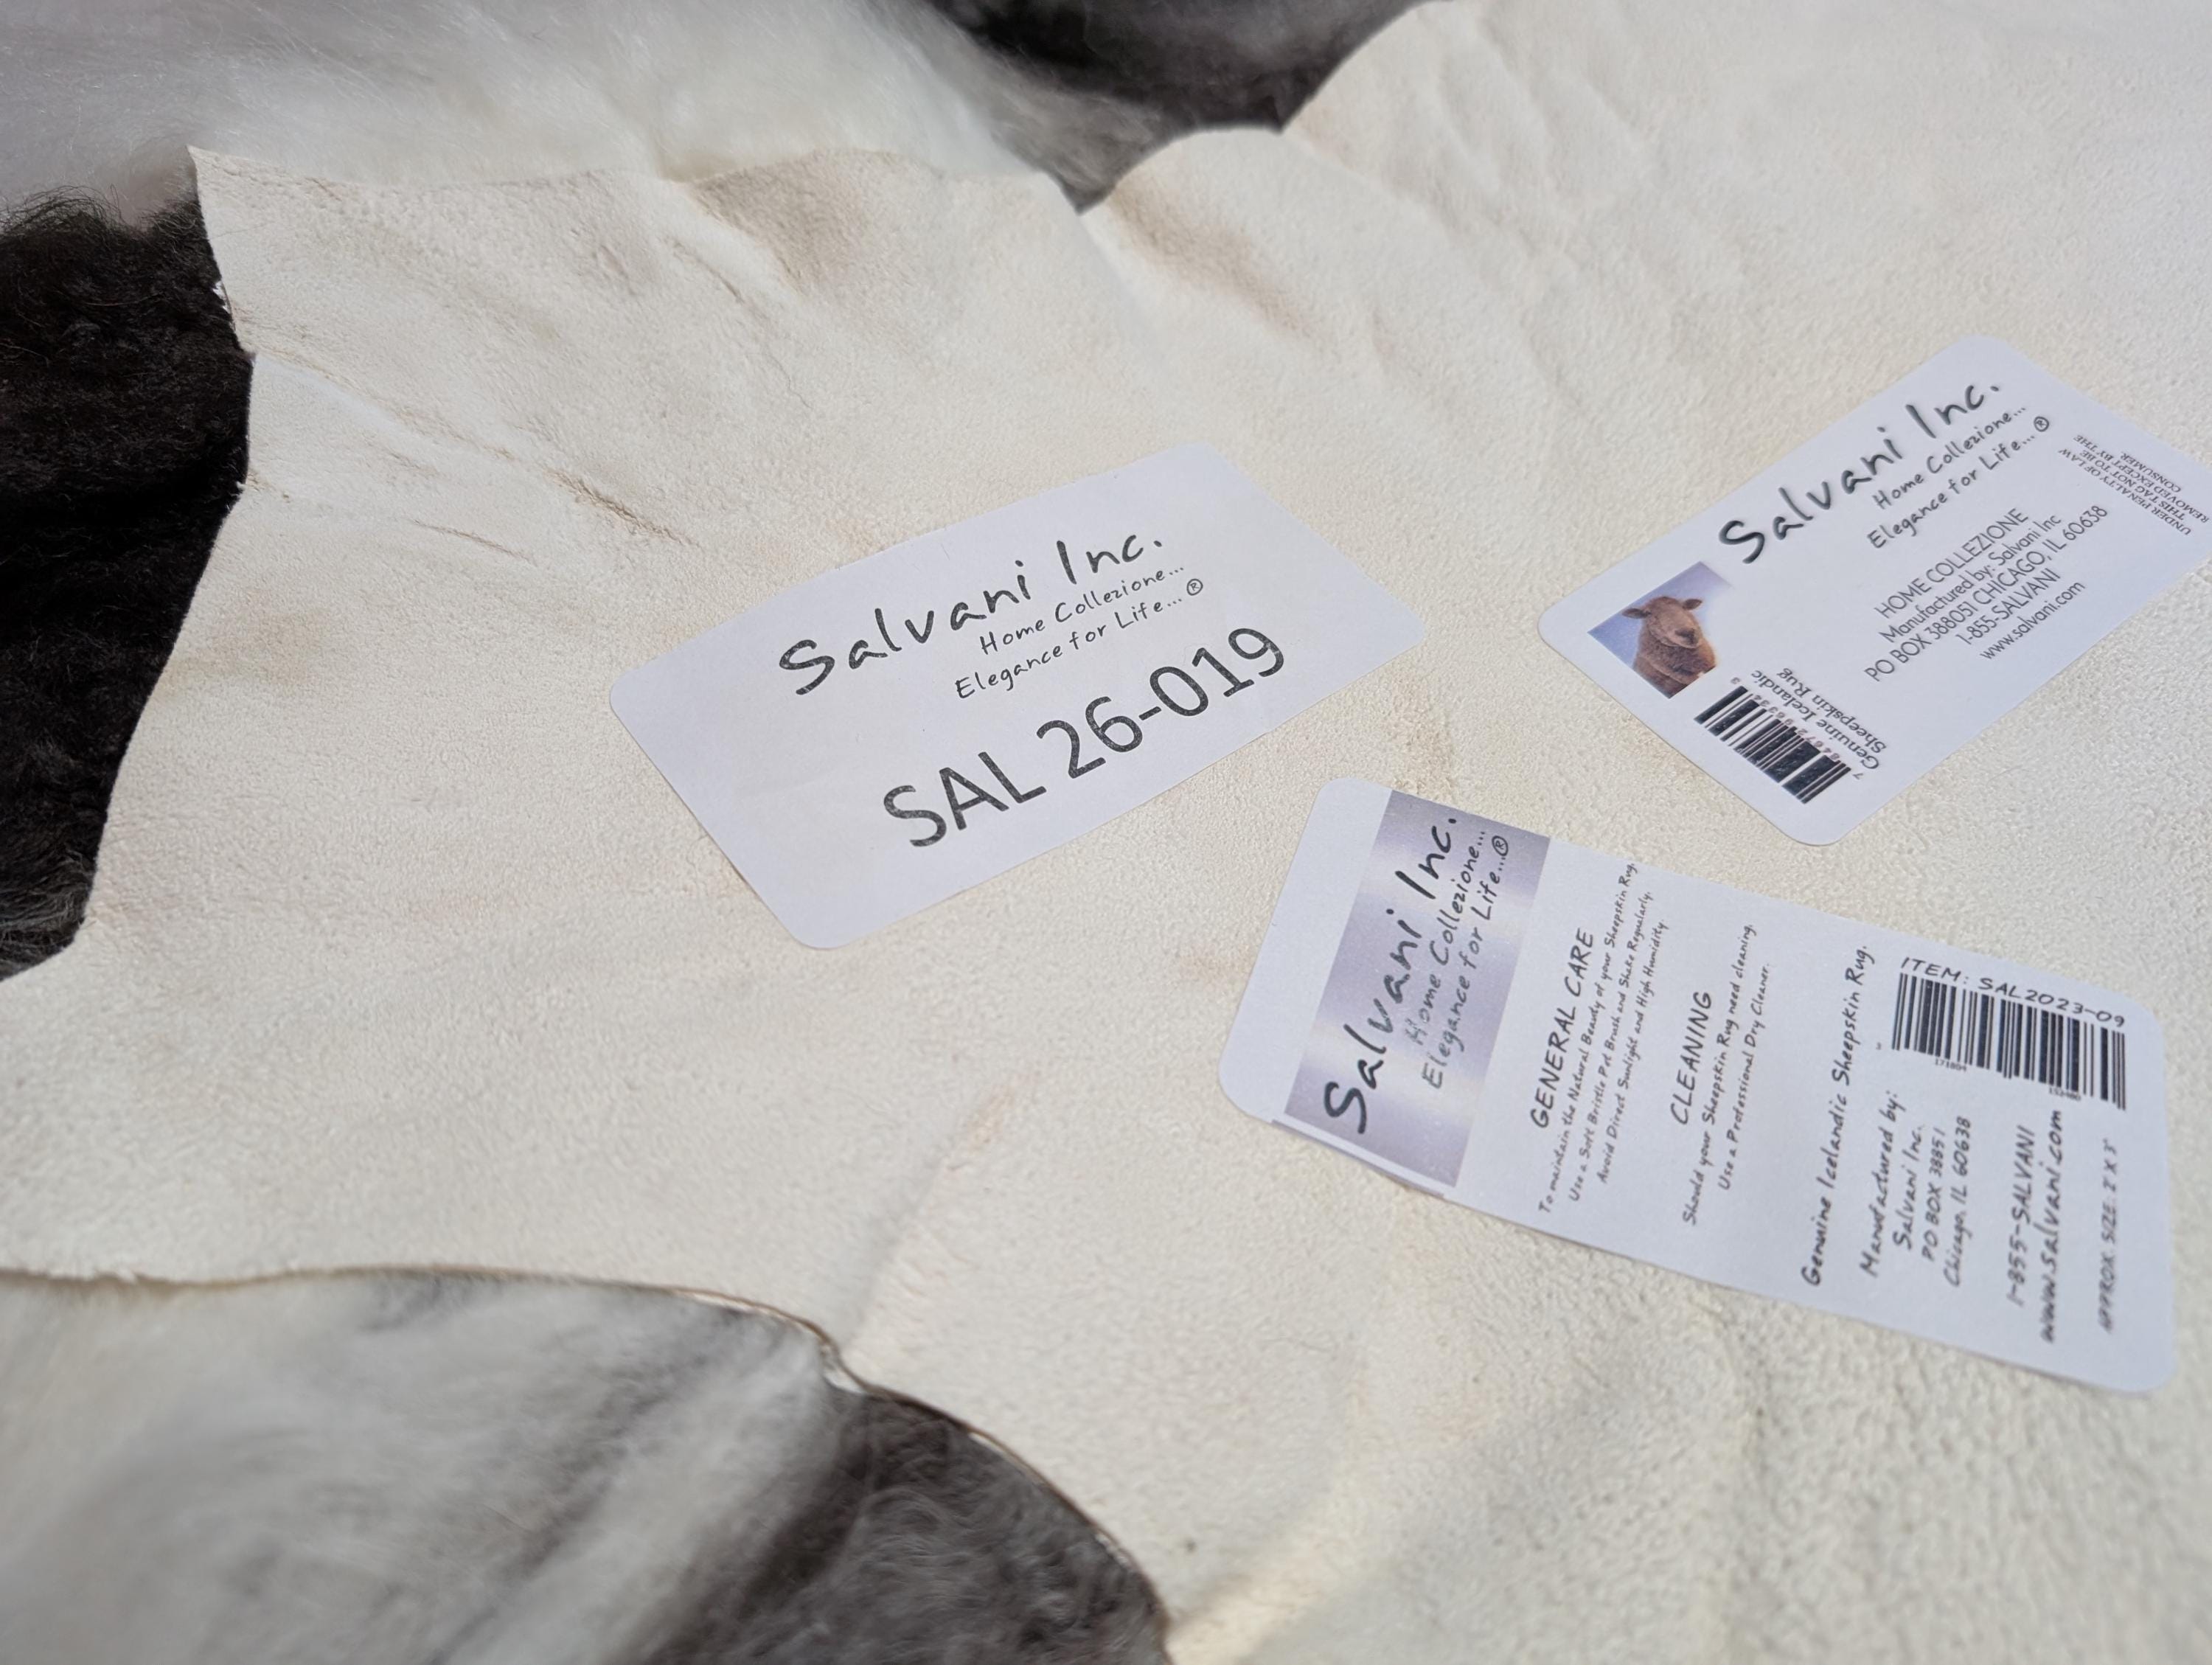 Salvani Inc.
Home Collezione...
Elegance for Life...®
SAL 26-019
Salvani Inc.
Home Collezione...
Elegance for Life...®
HOME COLLEZIONE
Manufactured by: Salvani Inc
PO BOX 388051 CHICAGO, IL 60638
1-855-SALVANI
www.salvani.com
UNDER PENALTY OF LAW
THIS TAG NOT TO BE
REMOVED EXCEPT BY THE
CONSUMER
Genuine Icelandic
Sheepskin Rug
Salvani Inc.
Home Collezione...
Elegance for Life...®
GENERAL CARE
To maintain the Natural Beauty of your Sheepskin Rug.
Use a Soft Bristle Pet Brush and Shake Regularly.
Avoid Direct Sunlight and High Humidity
CLEANING
Should your Sheepskin Rug need cleaning.
Use a Professional Dry Cleaner.
Genuine Icelandic Sheepskin Rug.
Manufactured by:
Salvani Inc.
PO BOX 38851
Chicago, IL 60638
1-855-SALVANI
www.salvani.com
APPROX. SIZE: 2' X 3'
ITEM: SAL2023-09